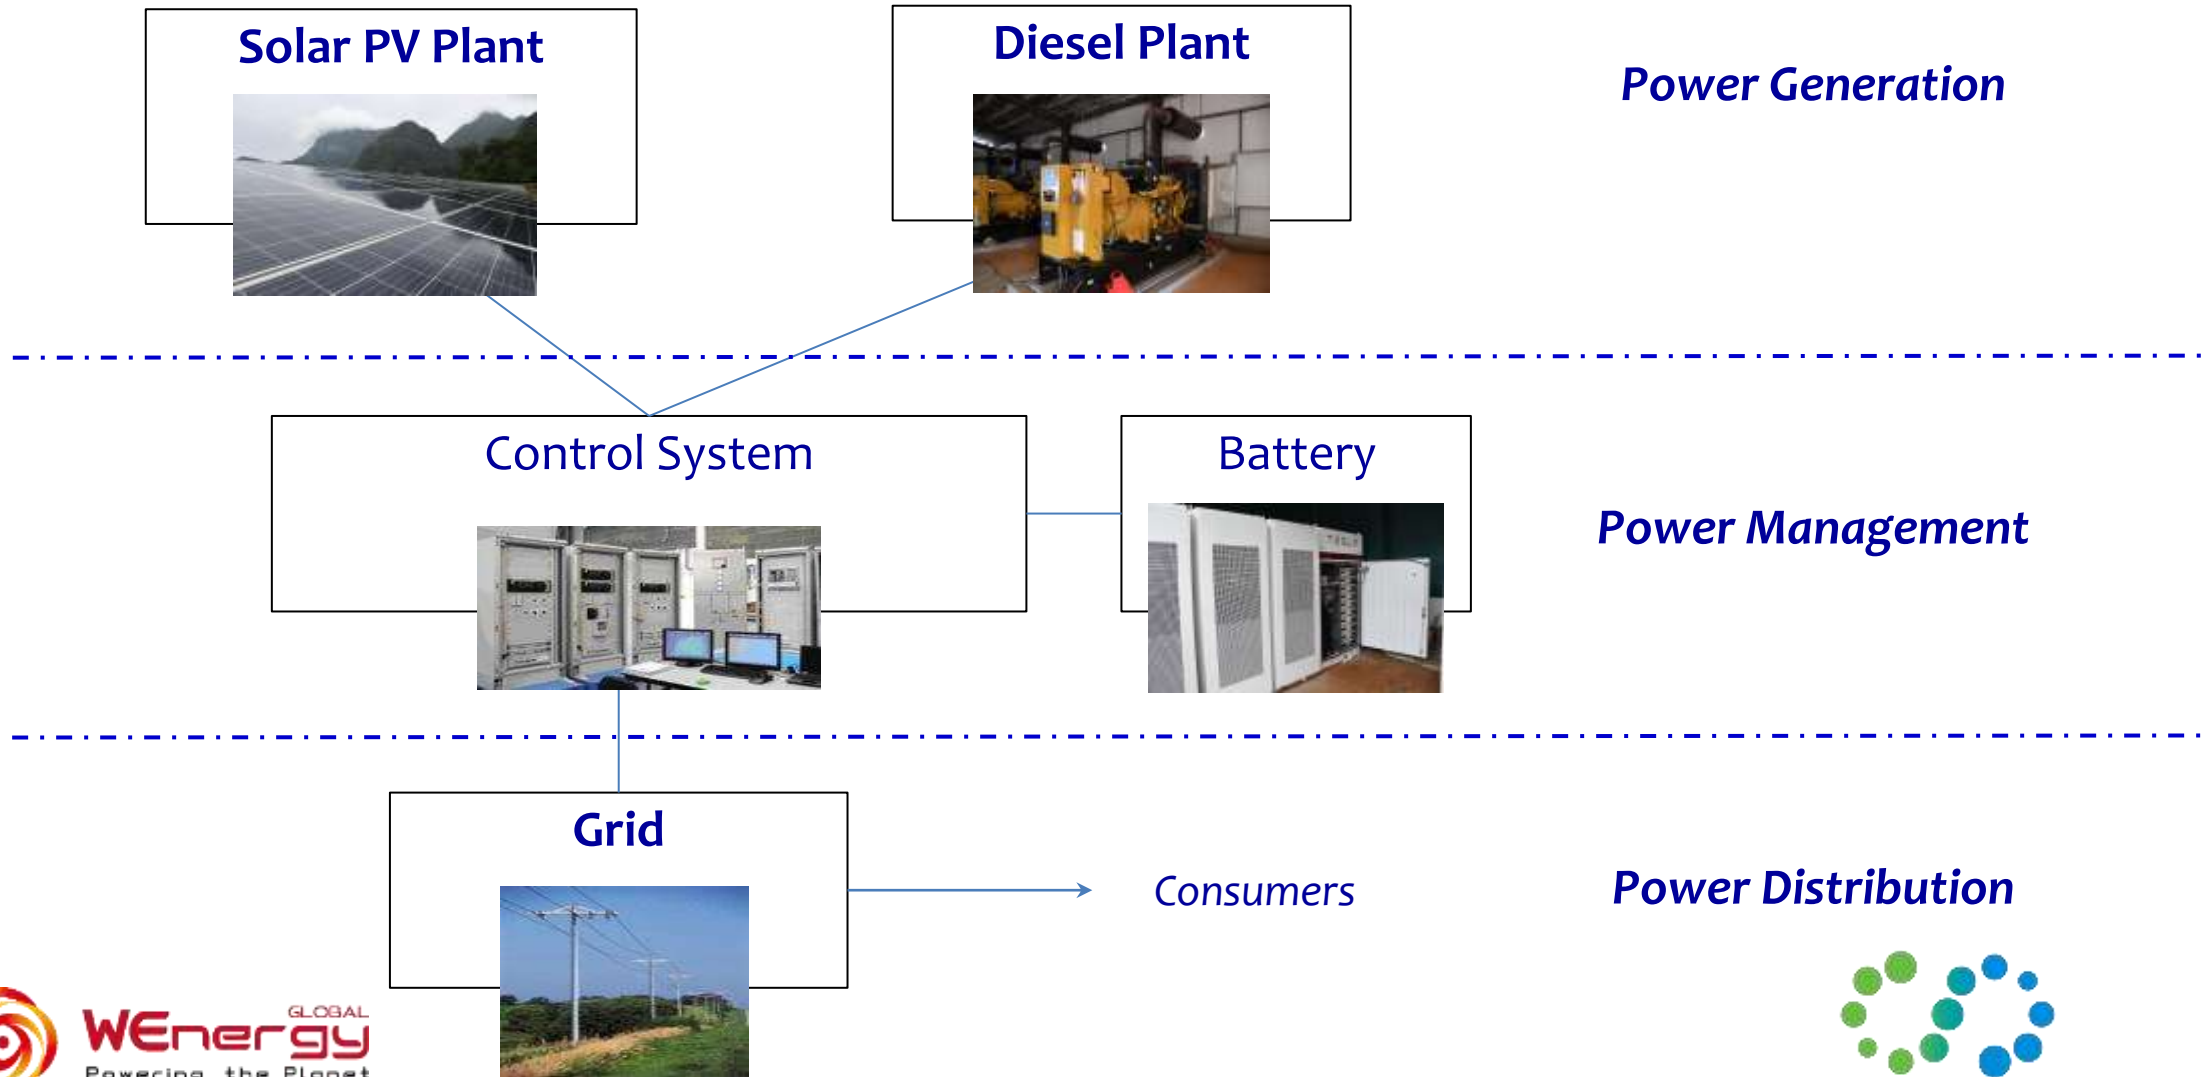 Solar PV Plant
Diesel Plant
Power Generation
Control System
Battery
Power Management
TESLA
Grid
Consumers
Power Distribution
GLOBAL
WEnergy
Powering the Planet